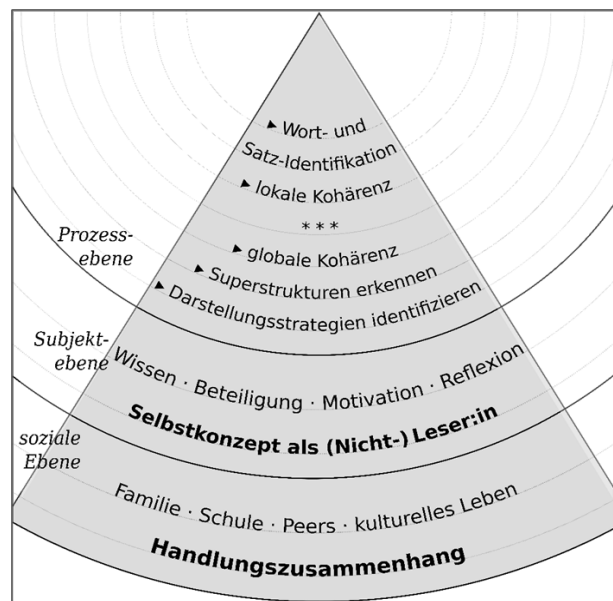 ▸ Wort- und
Satz-Identifikation
▸ lokale Kohärenz
* * *
▸ globale Kohärenz
▸ Superstrukturen erkennen
▸ Darstellungsstrategien identifizieren
Prozess-
ebene
Wissen · Beteiligung · Motivation · Reflexion
Selbstkonzept als (Nicht-) Leser:in
Subjekt-
ebene
Familie · Schule · Peers · kulturelles Leben
Handlungszusammenhang
soziale
Ebene